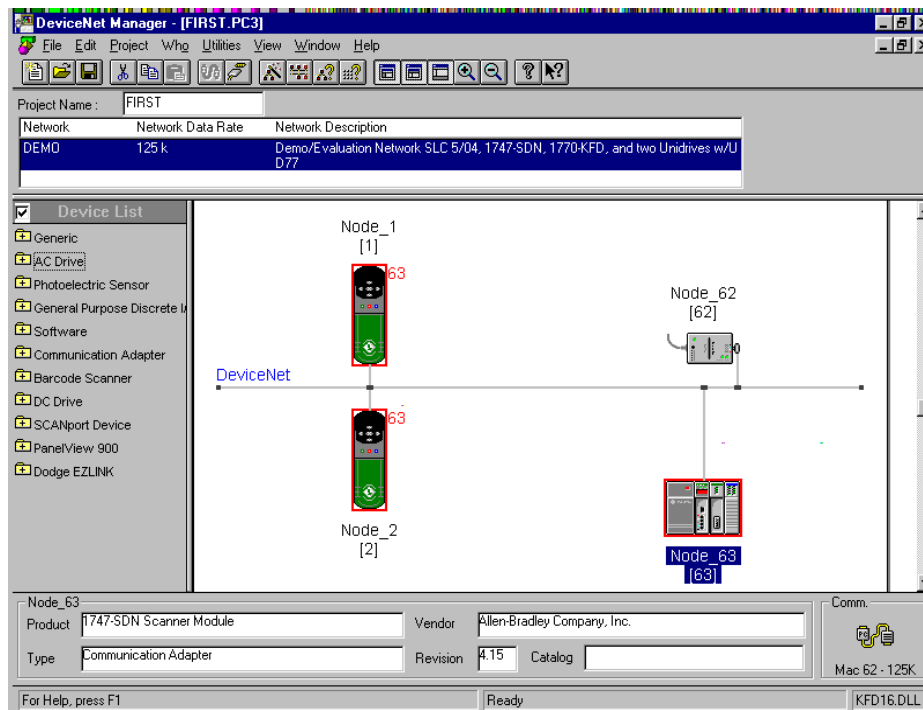 DeviceNet Manager - [FIRST.PC3]
File Edit Project Who Utilities View Window Help
Project Name : FIRST
Network Network Data Rate Network Description
DEMO 125 k Demo/Evaluation Network SLC 5/04, 1747-SDN, 1770-KFD, and two Unidrives w/U
D77
Device List
Generic
AC Drive
Photoelectric Sensor
General Purpose Discrete I/
Software
Communication Adapter
Barcode Scanner
DC Drive
SCANport Device
PanelView 900
Dodge EZLINK
Node_1
[1]
63
Node_62
[62]
DeviceNet
63
Node_2
[2]
Node_63
[63]
Node_63
Product 1747-SDN Scanner Module Vendor Allen-Bradley Company, Inc.
Type Communication Adapter Revision 4.15 Catalog
Comm.
PC
Mac 62 - 125K
For Help, press F1 Ready KFD16.DLL